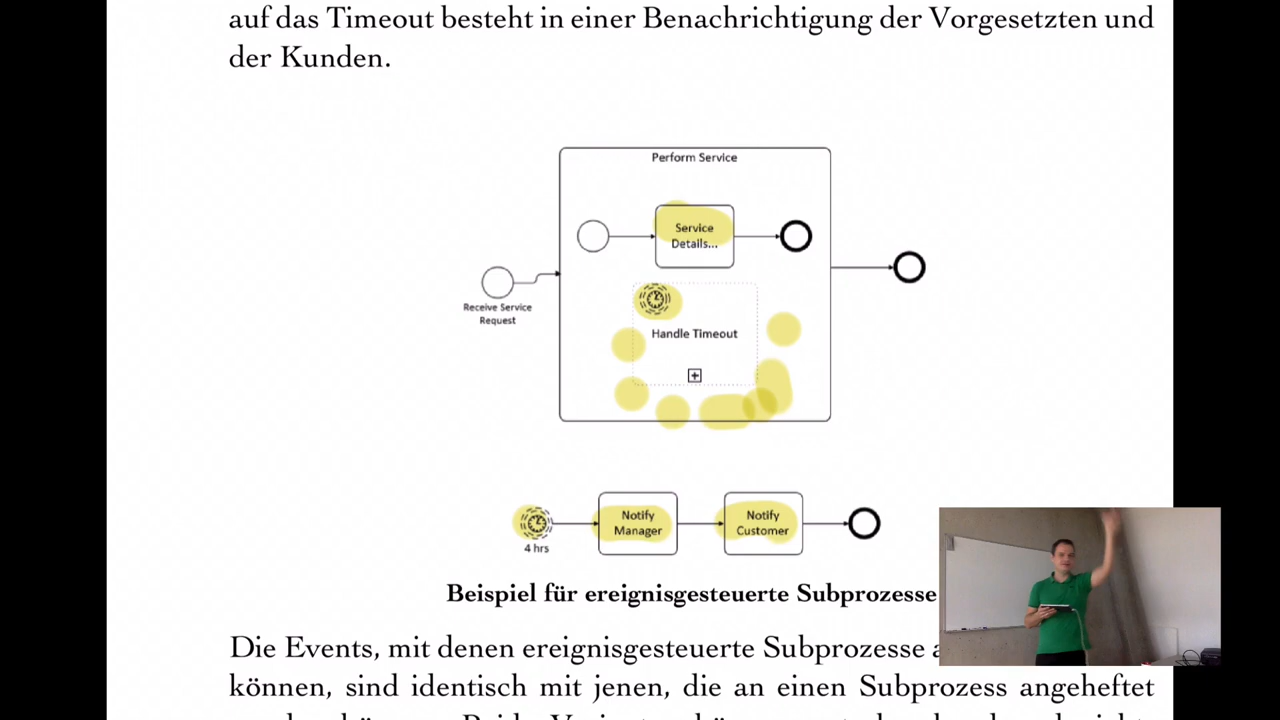 auf das Timeout besteht in einer Benachrichtigung der Vorgesetzten und
der Kunden.
Perform Service
Service
Details...
Receive Service
Request
Handle Timeout
Notify
Manager
Notify
Customer
4 hrs
Beispiel für ereignisgesteuerte Subprozesse
Die Events, mit denen ereignisgesteuerte Subprozesse
können, sind identisch mit jenen, die an einen Subprozess angeheftet